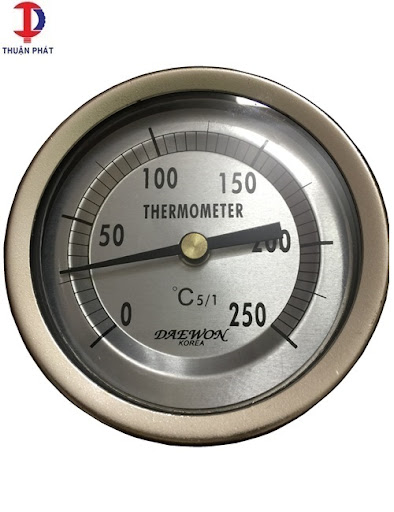 THUẬN PHÁT
100 150
THERMOMETER
50 200
°C 5/1
0 250
DAEWON
KOREA